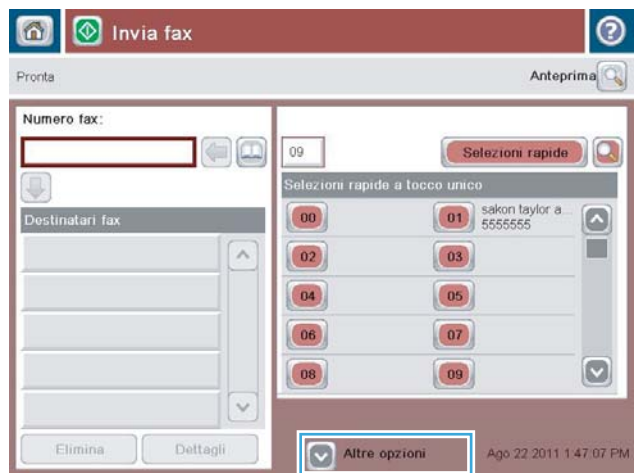 Invia fax
?
Pronta
Anteprima
Numero fax:
09
Selezioni rapide
Selezioni rapide a tocco unico
00
01
sakon taylor a...
5555555
02
03
04
05
06
07
08
09
Destinatari fax
Elimina
Dettagli
Altre opzioni
Ago 22 2011 1:47:07 PM